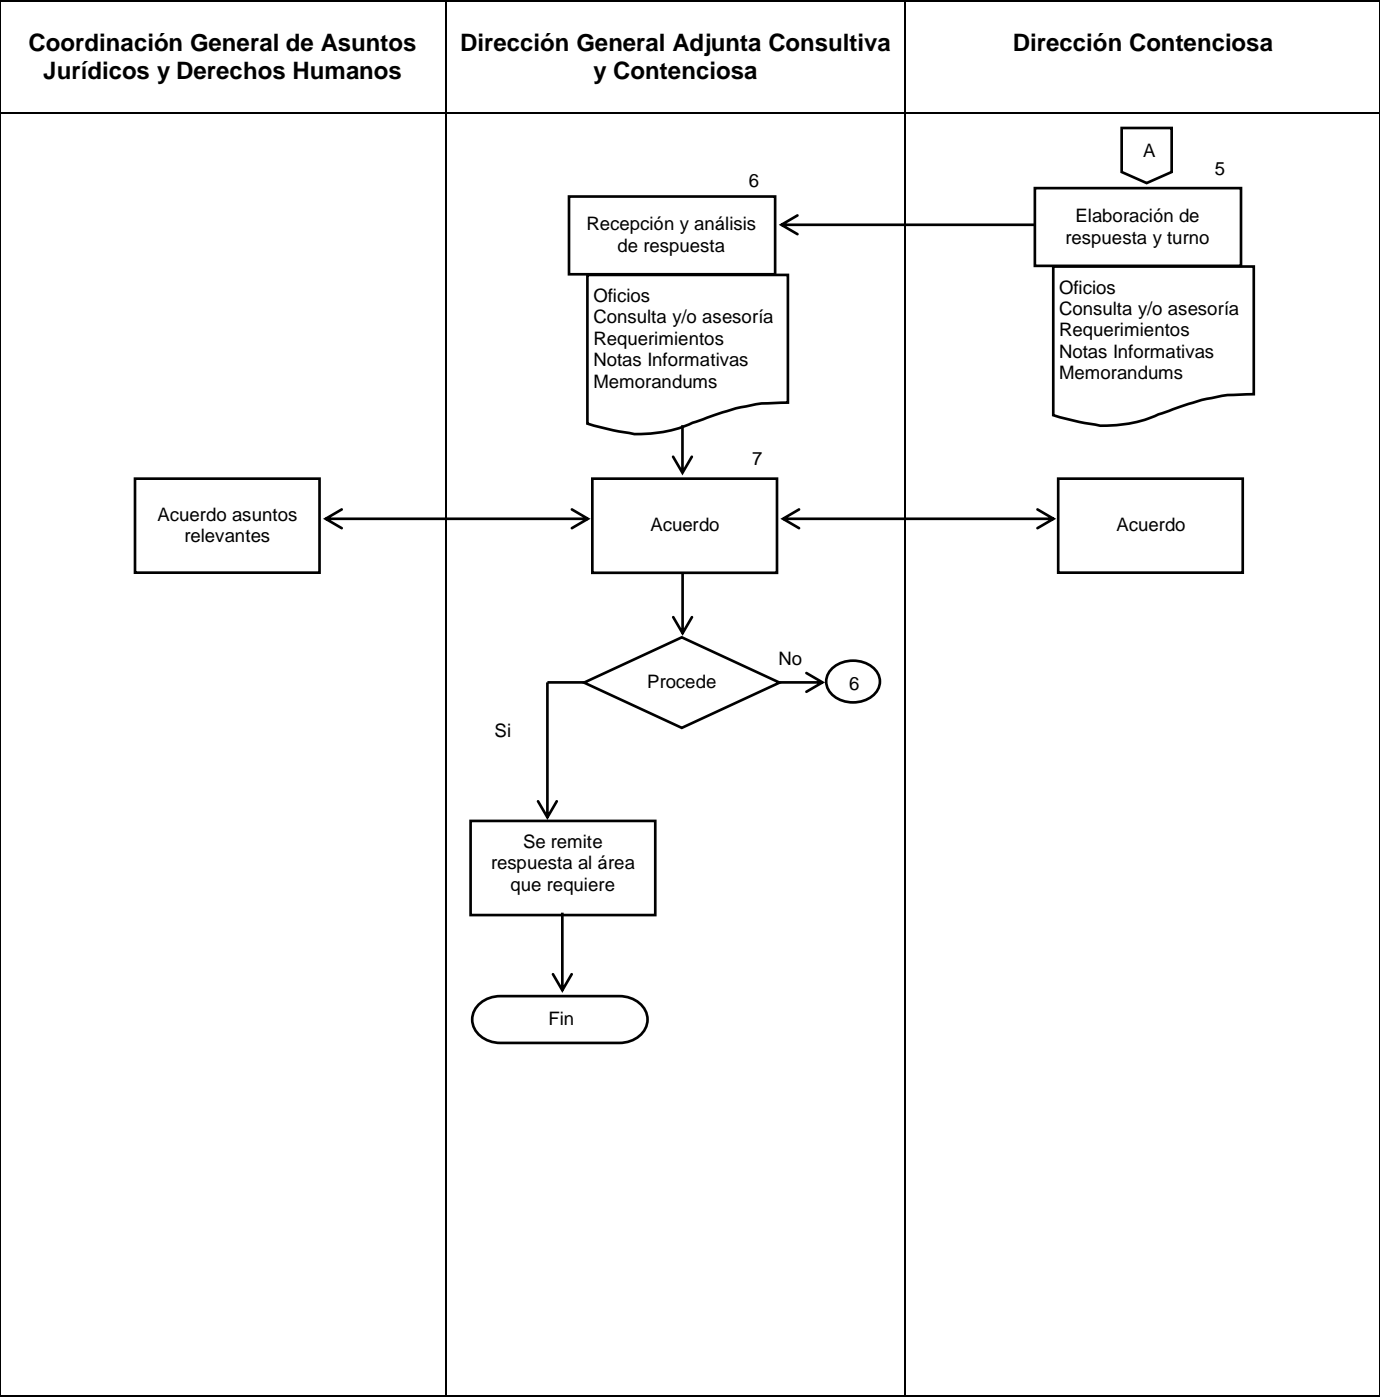 Coordinación General de Asuntos
Jurídicos y Derechos Humanos
Dirección General Adjunta Consultiva
y Contenciosa
Dirección Contenciosa
A
5
6
Elaboración de
respuesta y turno
Recepción y análisis
de respuesta
Oficios
Consulta y/o asesoría
Requerimientos
Notas Informativas
Memorandums
Oficios
Consulta y/o asesoría
Requerimientos
Notas Informativas
Memorandums
7
Acuerdo asuntos
relevantes
Acuerdo
Acuerdo
Procede
No
6
Si
Se remite
respuesta al área
que requiere
Fin